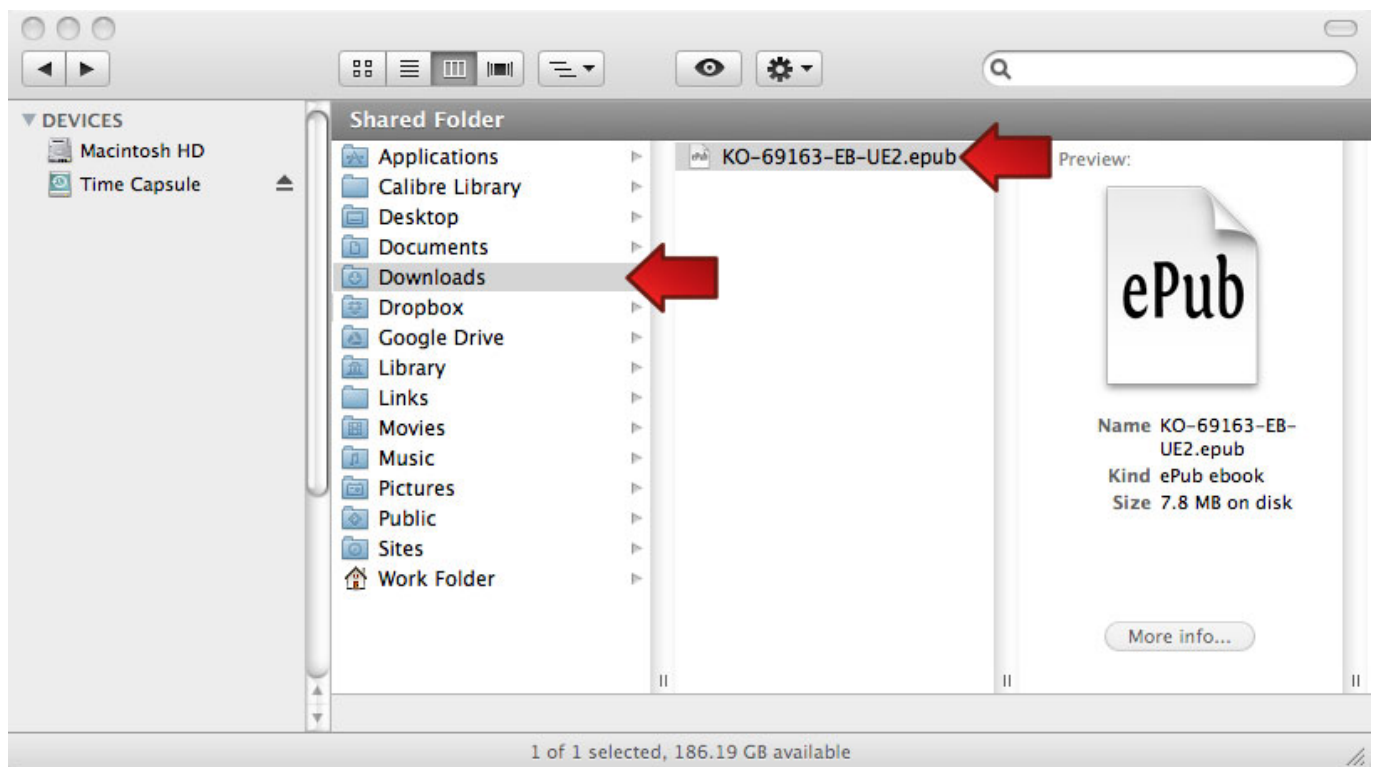 DEVICES
Macintosh HD
Time Capsule
Shared Folder
Applications
Calibre Library
Desktop
Documents
Downloads
Dropbox
Google Drive
Library
Links
Movies
Music
Pictures
Public
Sites
Work Folder
KO-69163-EB-UE2.epub
Preview:
ePub
Name KO-69163-EB-
UE2.epub
Kind ePub ebook
Size 7.8 MB on disk
More info...
1 of 1 selected, 186.19 GB available